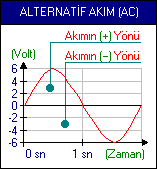 ALTERNATİF AKIM (AC)
Akımın (+) Yönü
(Volt)
Akımın (−) Yönü
6
4
2
0
2
4
6
0 sn
1 sn
(Zaman)